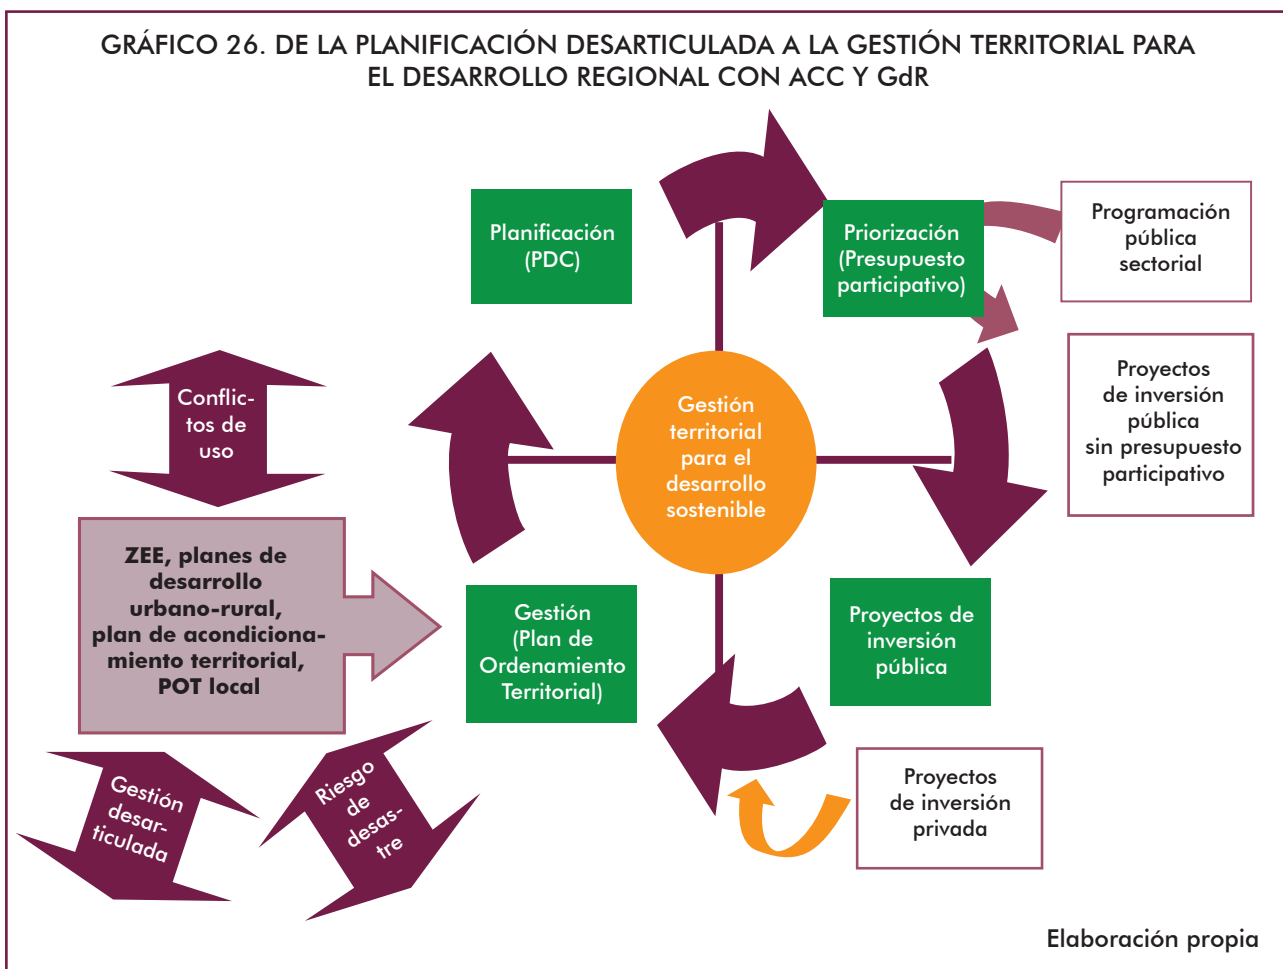 GRÁFICO 26. DE LA PLANIFICACIÓN DESARTICULADA A LA GESTIÓN TERRITORIAL PARA
EL DESARROLLO REGIONAL CON ACC Y GdR
Planificación
(PDC)
Priorización
(Presupuesto
participativo)
Programación
pública
sectorial
Proyectos
de inversión
pública
sin presupuesto
participativo
Conflic-
tos de
uso
Gestión
territorial
para el
desarrollo
sostenible
ZEE, planes de
desarrollo
urbano-rural,
plan de acondiciona-
miento territorial,
POT local
Gestión
(Plan de
Ordenamiento
Territorial)
Proyectos de
inversión
pública
Gestión
desar-
ticulada
Riesgo
de
desas-
tre
Proyectos
de inversión
privada
Elaboración propia